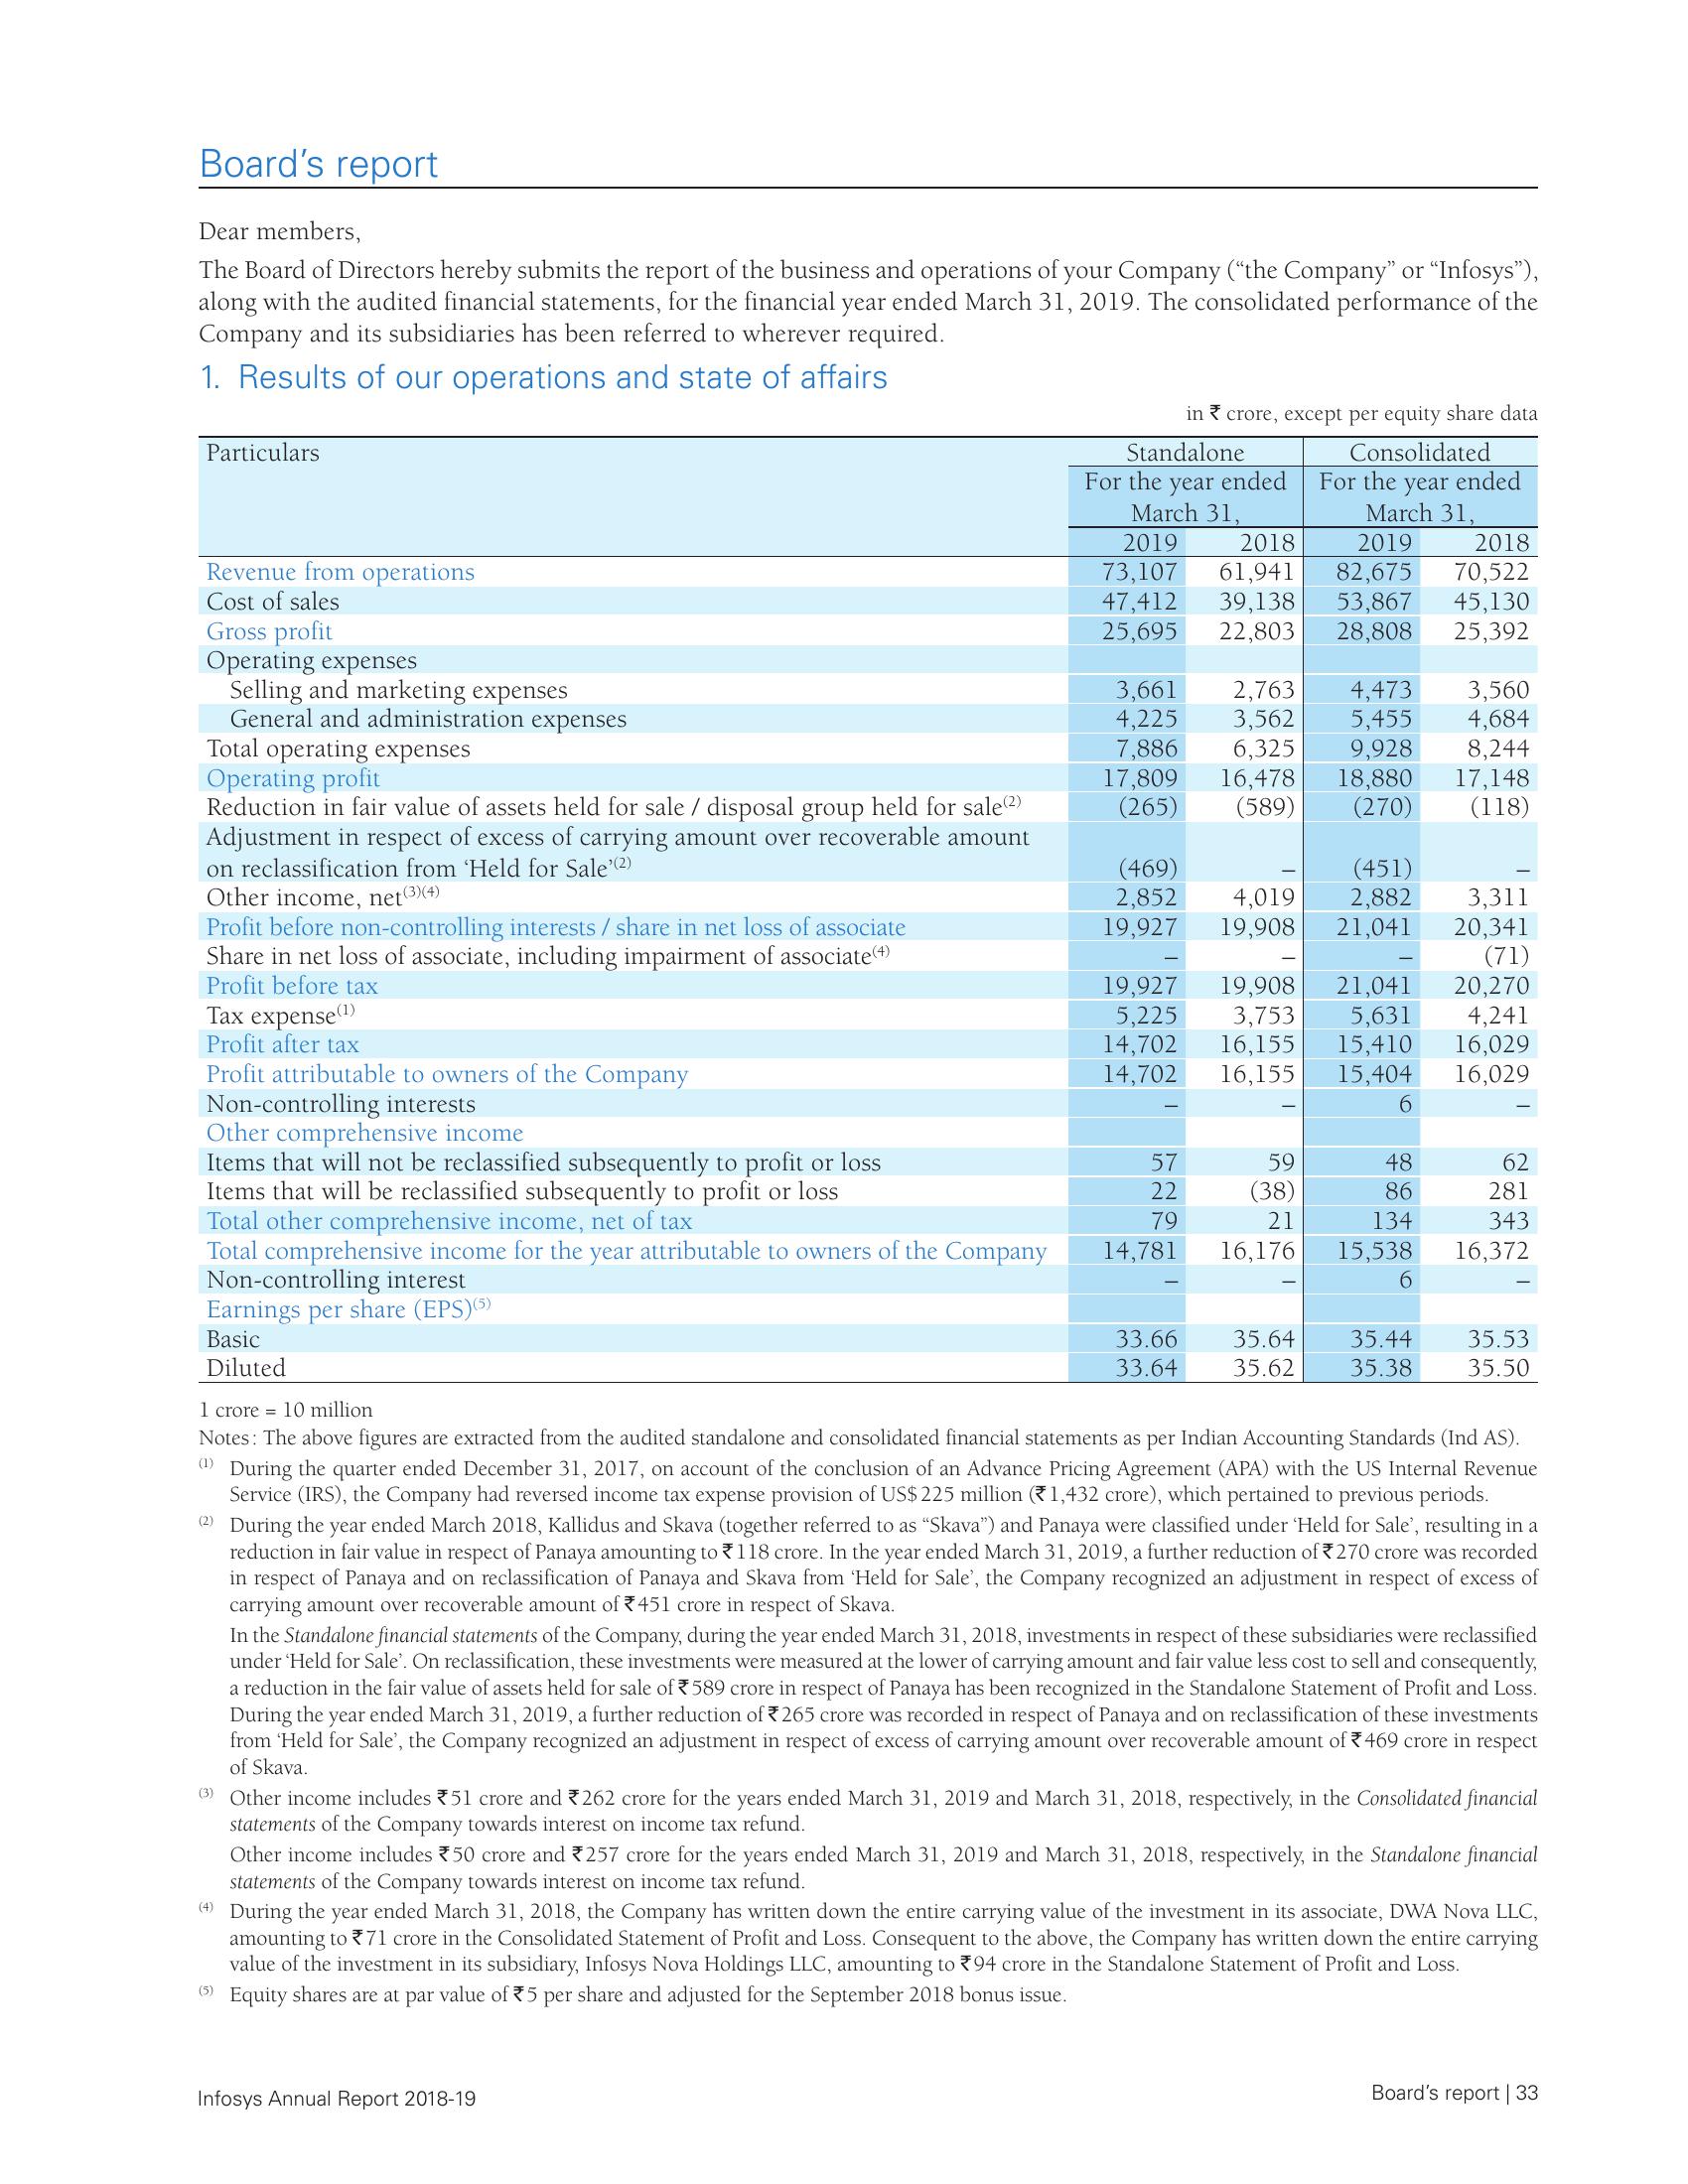 Board’s report
Dear members,
The Board of Directors hereby submits the report of the business and operations of your Company (“the Company” or “Infosys”),
along with the audited financial statements, for the financial year ended March 31, 2019. The consolidated performance of the
Company and its subsidiaries has been referred to wherever required.
1. Results of our operations and state of affairs
in ₹ crore, except per equity share data
Particulars Standalone Consolidated
For the year ended For the year ended
March 31, March 31,
2019 2018 2019 2018
Revenue from operations 73,107 61,941 82,675 70,522
Cost of sales 47,412 39,138 53,867 45,130
Gross profit 25,695 22,803 28,808 25,392
Operating expenses
Selling and marketing expenses 3,661 2,763 4,473 3,560
General and administration expenses 4,225 3,562 5,455 4,684
Total operating expenses 7,886 6,325 9,928 8,244
Operating profit 17,809 16,478 18,880 17,148
Reduction in fair value of assets held for sale / disposal group held for sale(2) (265) (589) (270) (118)
Adjustment in respect of excess of carrying amount over recoverable amount
on reclassification from ‘Held for Sale’(2) (469) – (451) –
Other income, net(3)(4) 2,852 4,019 2,882 3,311
Profit before non-controlling interests / share in net loss of associate 19,927 19,908 21,041 20,341
Share in net loss of associate, including impairment of associate(4) – – – (71)
Profit before tax 19,927 19,908 21,041 20,270
Tax expense(1) 5,225 3,753 5,631 4,241
Profit after tax 14,702 16,155 15,410 16,029
Profit attributable to owners of the Company 14,702 16,155 15,404 16,029
Non-controlling interests – – 6 –
Other comprehensive income
Items that will not be reclassified subsequently to profit or loss 57 59 48 62
Items that will be reclassified subsequently to profit or loss 22 (38) 86 281
Total other comprehensive income, net of tax 79 21 134 343
Total comprehensive income for the year attributable to owners of the Company 14,781 16,176 15,538 16,372
Non-controlling interest – – 6 –
Earnings per share (EPS)(5)
Basic 33.66 35.64 35.44 35.53
Diluted 33.64 35.62 35.38 35.50
1 crore = 10 million
Notes: The above figures are extracted from the audited standalone and consolidated financial statements as per Indian Accounting Standards (Ind AS).
(1) During the quarter ended December 31, 2017, on account of the conclusion of an Advance Pricing Agreement (APA) with the US Internal Revenue
Service (IRS), the Company had reversed income tax expense provision of US$ 225 million (₹1,432 crore), which pertained to previous periods.
(2) During the year ended March 2018, Kallidus and Skava (together referred to as “Skava”) and Panaya were classified under ‘Held for Sale’, resulting in a
reduction in fair value in respect of Panaya amounting to ₹118 crore. In the year ended March 31, 2019, a further reduction of ₹270 crore was recorded
in respect of Panaya and on reclassification of Panaya and Skava from ‘Held for Sale’, the Company recognized an adjustment in respect of excess of
carrying amount over recoverable amount of ₹451 crore in respect of Skava.
In the Standalone financial statements of the Company, during the year ended March 31, 2018, investments in respect of these subsidiaries were reclassified
under ‘Held for Sale’. On reclassification, these investments were measured at the lower of carrying amount and fair value less cost to sell and consequently,
a reduction in the fair value of assets held for sale of ₹589 crore in respect of Panaya has been recognized in the Standalone Statement of Profit and Loss.
During the year ended March 31, 2019, a further reduction of ₹265 crore was recorded in respect of Panaya and on reclassification of these investments
from ‘Held for Sale’, the Company recognized an adjustment in respect of excess of carrying amount over recoverable amount of ₹469 crore in respect
of Skava.
(3) Other income includes ₹51 crore and ₹262 crore for the years ended March 31, 2019 and March 31, 2018, respectively, in the Consolidated financial
statements of the Company towards interest on income tax refund.
Other income includes ₹50 crore and ₹257 crore for the years ended March 31, 2019 and March 31, 2018, respectively, in the Standalone financial
statements of the Company towards interest on income tax refund.
(4) During the year ended March 31, 2018, the Company has written down the entire carrying value of the investment in its associate, DWA Nova LLC,
amounting to ₹71 crore in the Consolidated Statement of Profit and Loss. Consequent to the above, the Company has written down the entire carrying
value of the investment in its subsidiary, Infosys Nova Holdings LLC, amounting to ₹94 crore in the Standalone Statement of Profit and Loss.
(5) Equity shares are at par value of ₹5 per share and adjusted for the September 2018 bonus issue.
Infosys Annual Report 2018-19 Board’s report | 33